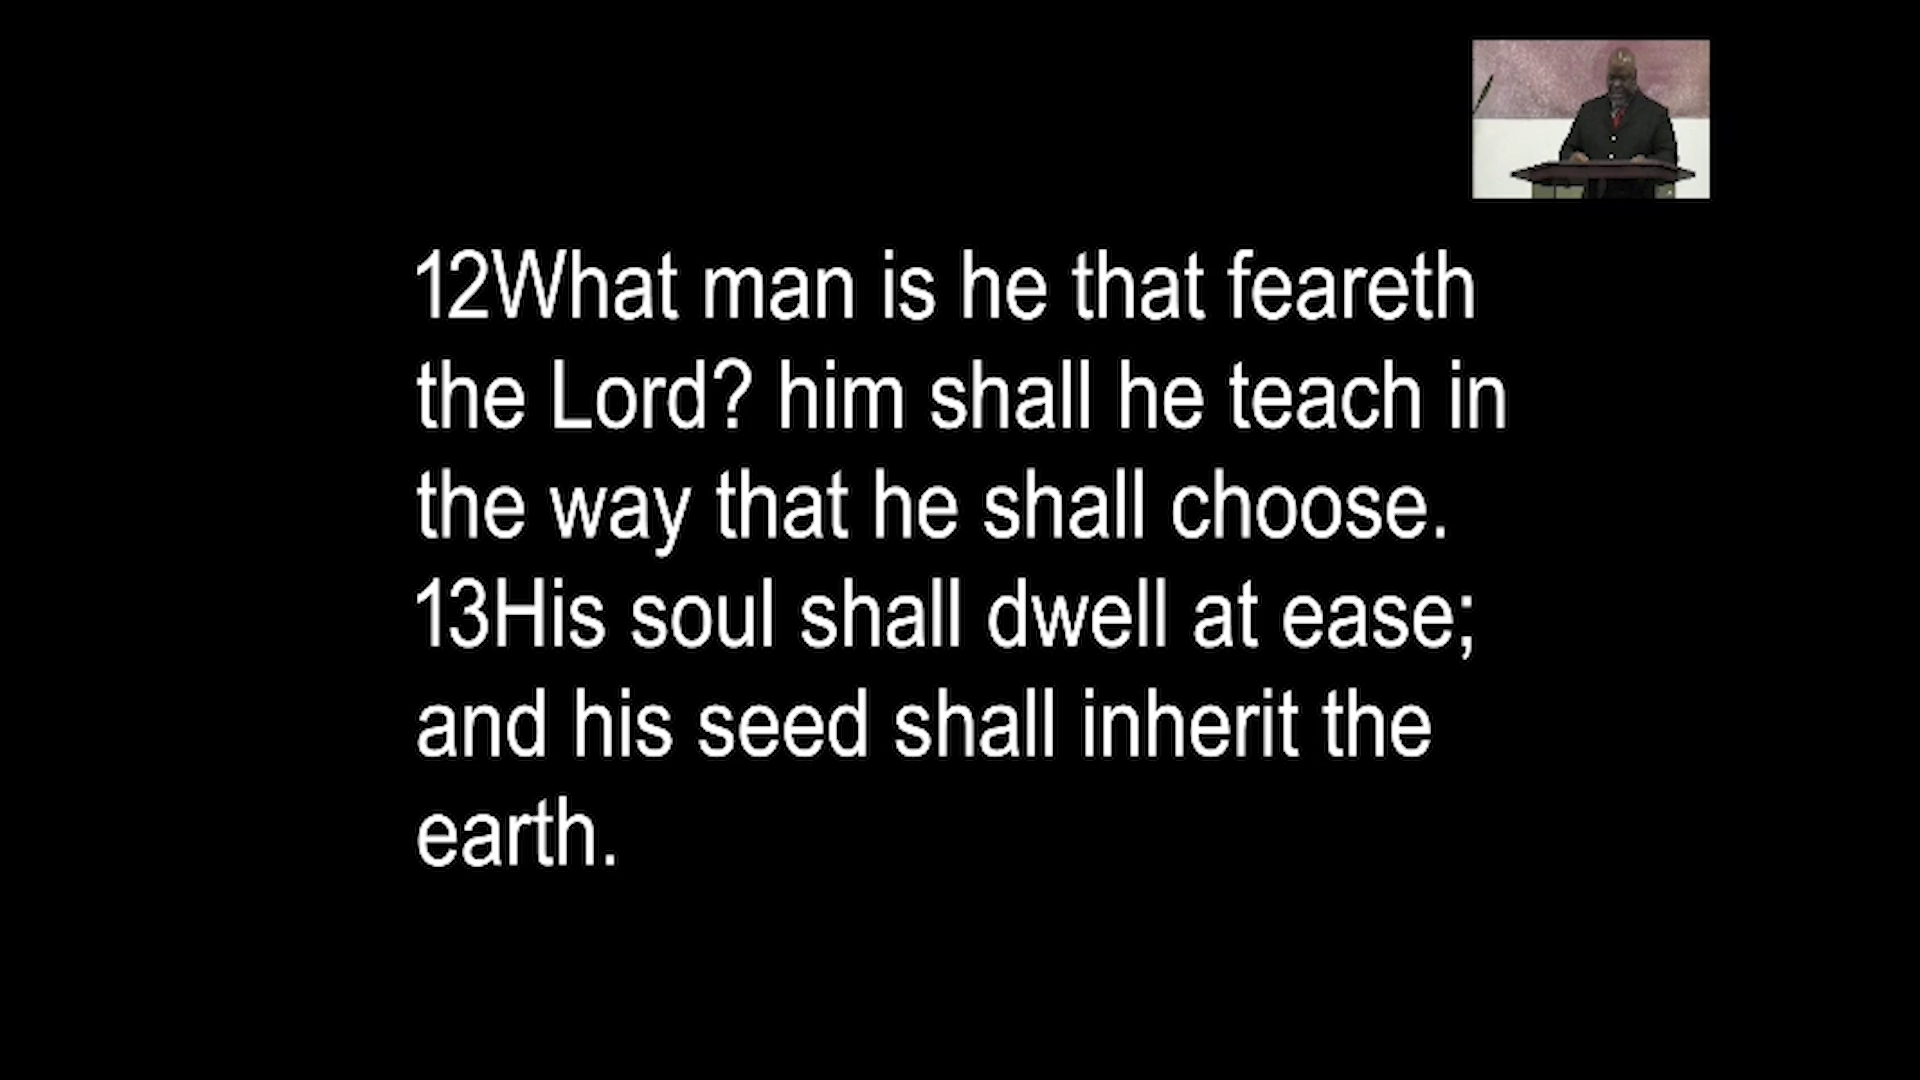 12What man is he that feareth
the Lord? him shall he teach in
the way that he shall choose.
13His soul shall dwell at ease;
and his seed shall inherit the
earth.